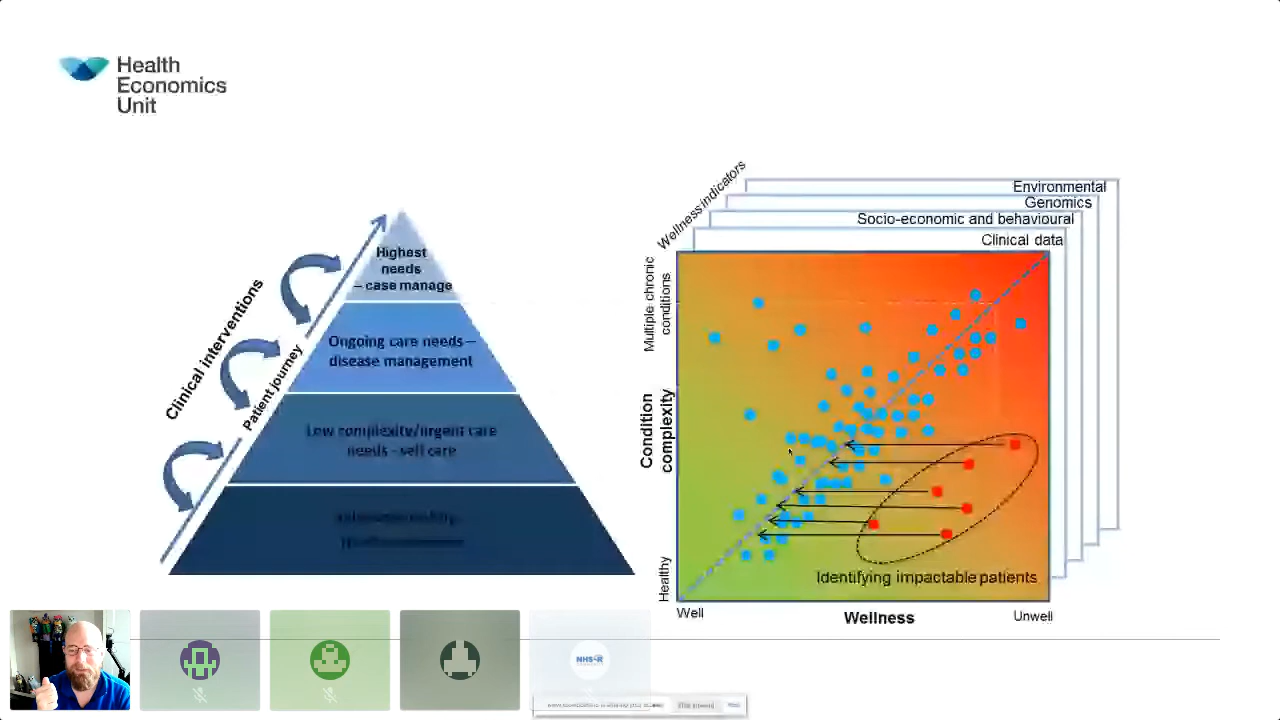 Health
Economics
Unit
Highest
needs
– case manage
Ongoing care needs –
disease management
Low complexity/urgent care
needs - self care
Clinical interventions
Patient journey
Wellness indicators
Environmental
Genomics
Socio-economic and behavioural
Clinical data
Multiple chronic
conditions
Condition
complexity
Healthy
Identifying impactable patients
Well
Wellness
Unwell
NHS-R